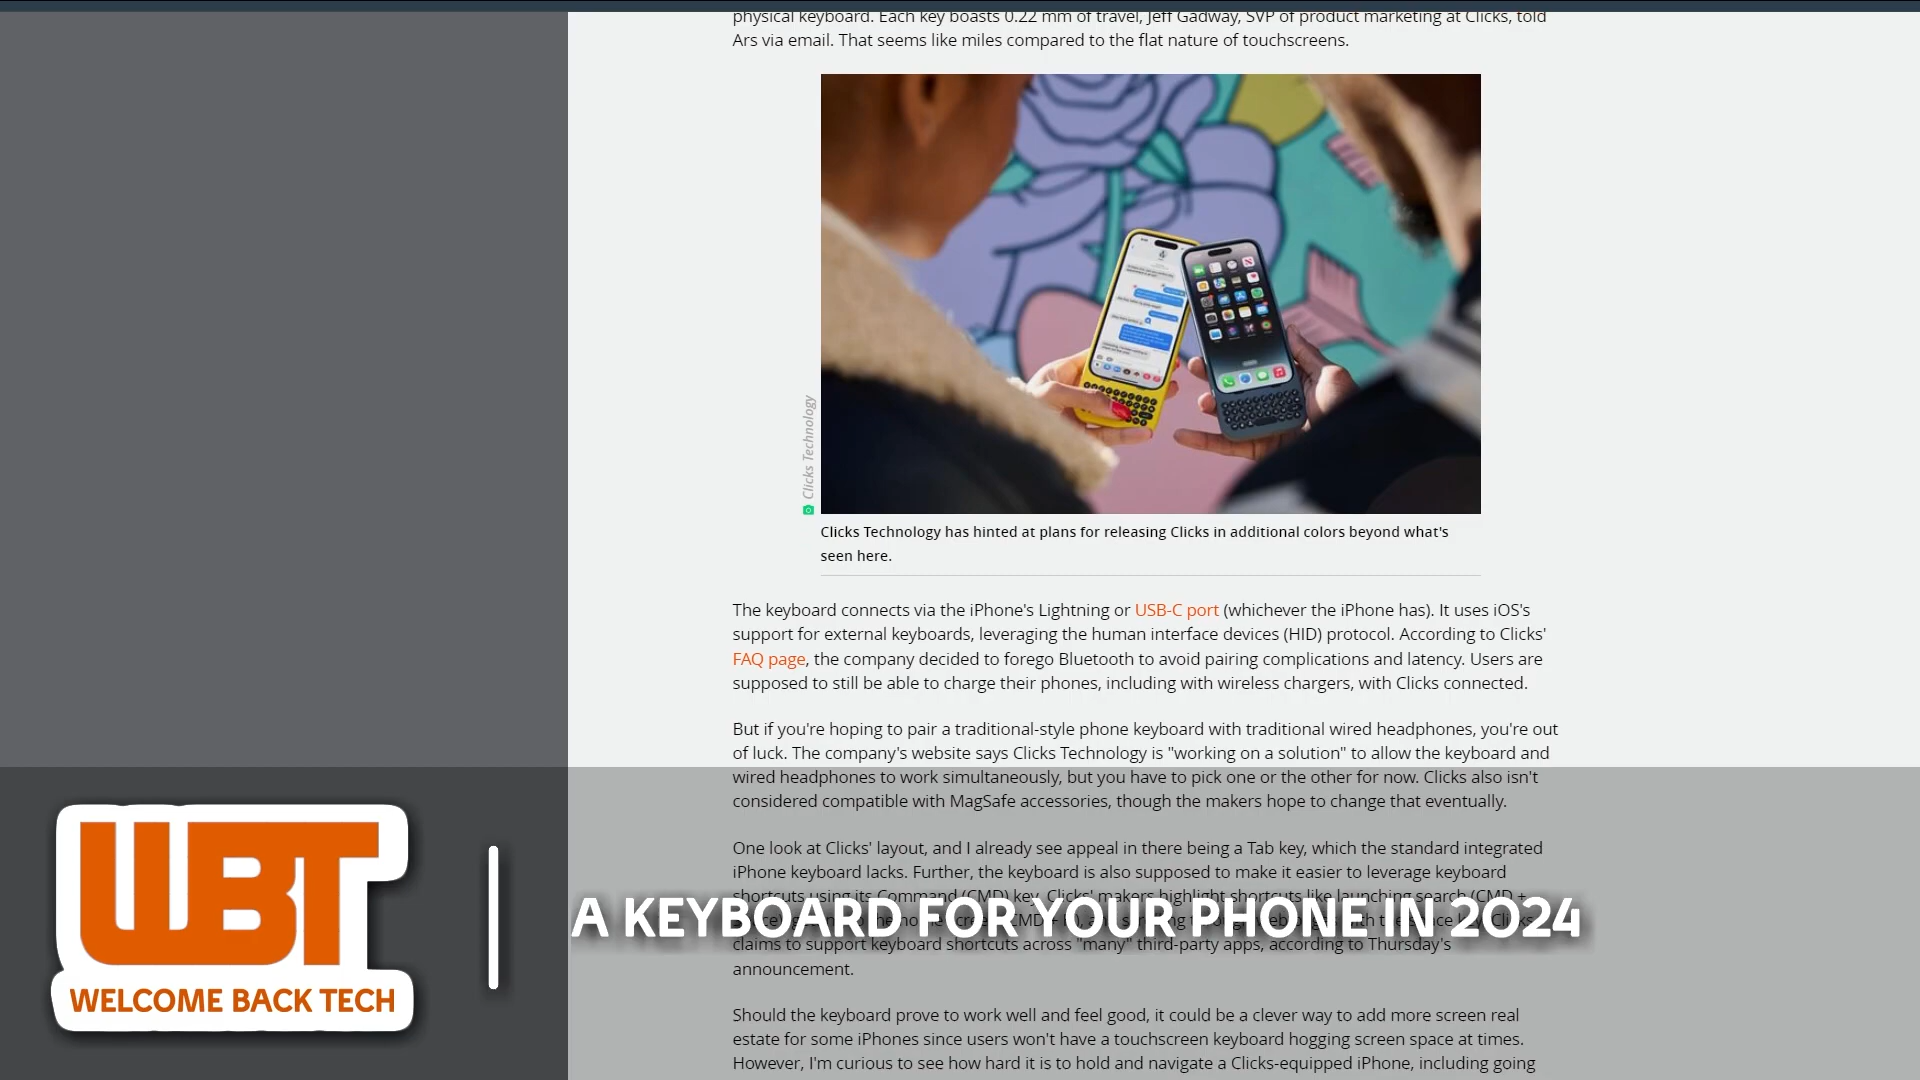 physical keyboard. Each key boasts 0.22 mm of travel, Jeff Gadway, SVP of product marketing at Clicks, told
Ars via email. That seems like miles compared to the flat nature of touchscreens.
Clicks Technology
Clicks Technology has hinted at plans for releasing Clicks in additional colors beyond what's
seen here.
The keyboard connects via the iPhone's Lightning or USB-C port (whichever the iPhone has). It uses iOS's
support for external keyboards, leveraging the human interface devices (HID) protocol. According to Clicks'
FAQ page, the company decided to forego Bluetooth to avoid pairing complications and latency. Users are
supposed to still be able to charge their phones, including with wireless chargers, with Clicks connected.
But if you're hoping to pair a traditional-style phone keyboard with traditional wired headphones, you're out
of luck. The company's website says Clicks Technology is "working on a solution" to allow the keyboard and
wired headphones to work simultaneously, but you have to pick one or the other for now. Clicks also isn't
considered compatible with MagSafe accessories, though the makers hope to change that eventually.
One look at Clicks' layout, and I already see appeal in there being a Tab key, which the standard integrated
iPhone keyboard lacks. Further, the keyboard is also supposed to make it easier to leverage keyboard
shortcuts using its Command (CMD) key. Clicks' makers highlight shortcuts like launching search (CMD +
claims to support keyboard shortcuts across "many" third-party apps, according to Thursday's
announcement.
Should the keyboard prove to work well and feel good, it could be a clever way to add more screen real
estate for some iPhones since users won't have a touchscreen keyboard hogging screen space at times.
However, I'm curious to see how hard it is to hold and navigate a Clicks-equipped iPhone, including going
WBT
WELCOME BACK TECH
A KEYBOARD FOR YOUR PHONE IN 2024